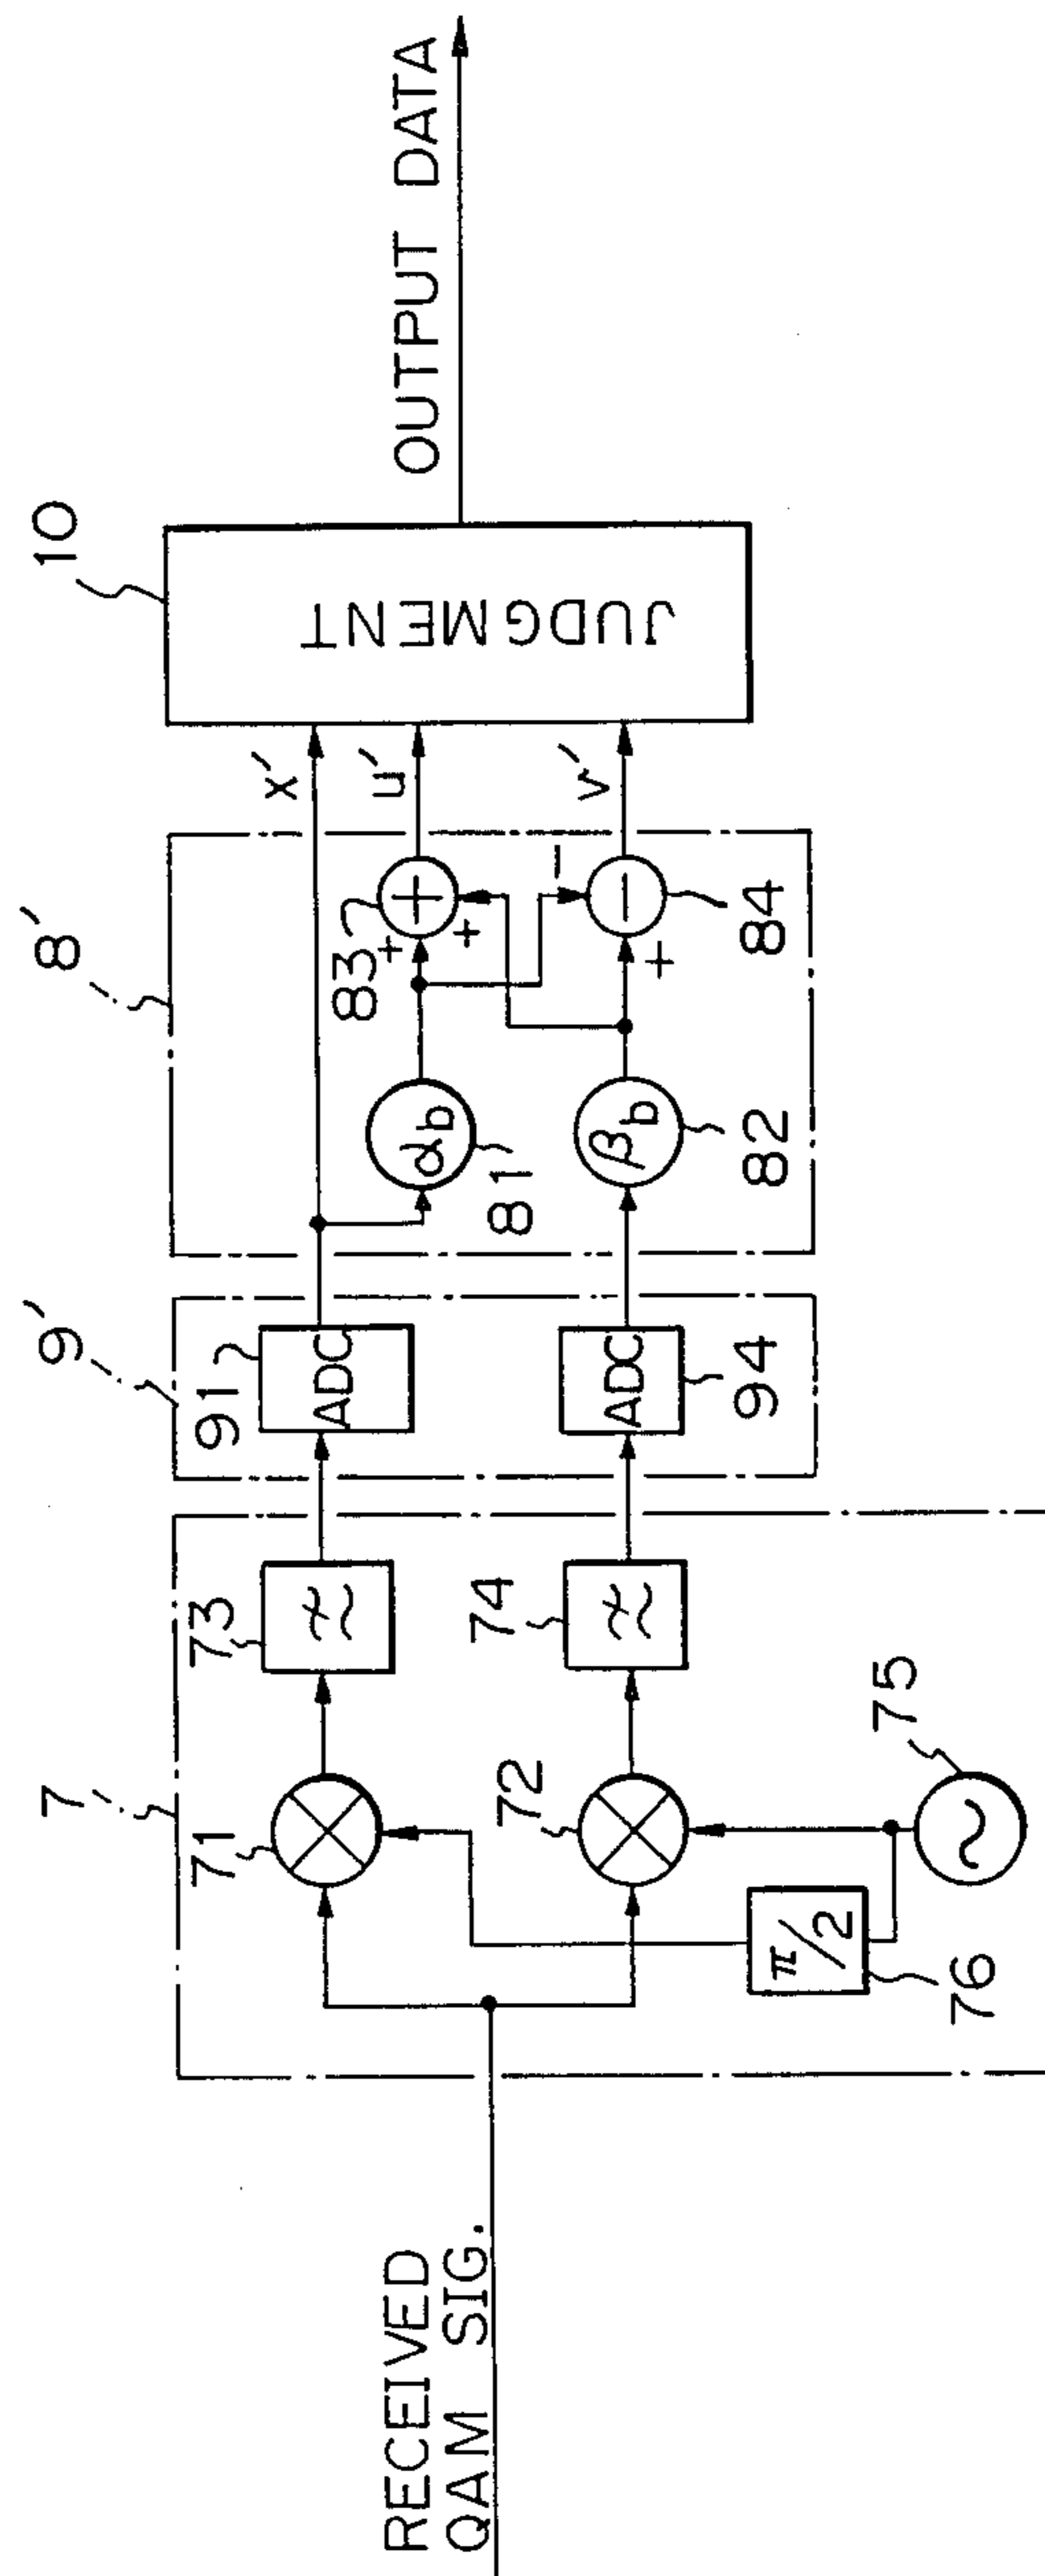 RECEIVED
QAM SIG.
7
71
72
73
74
75
76
π/2
9'
91
ADC
94
ADC
8'
αb
81
βb
82
83
+
+
+
84
-
+
-
x'
u'
v'
10
JUDGMENT
OUTPUT DATA